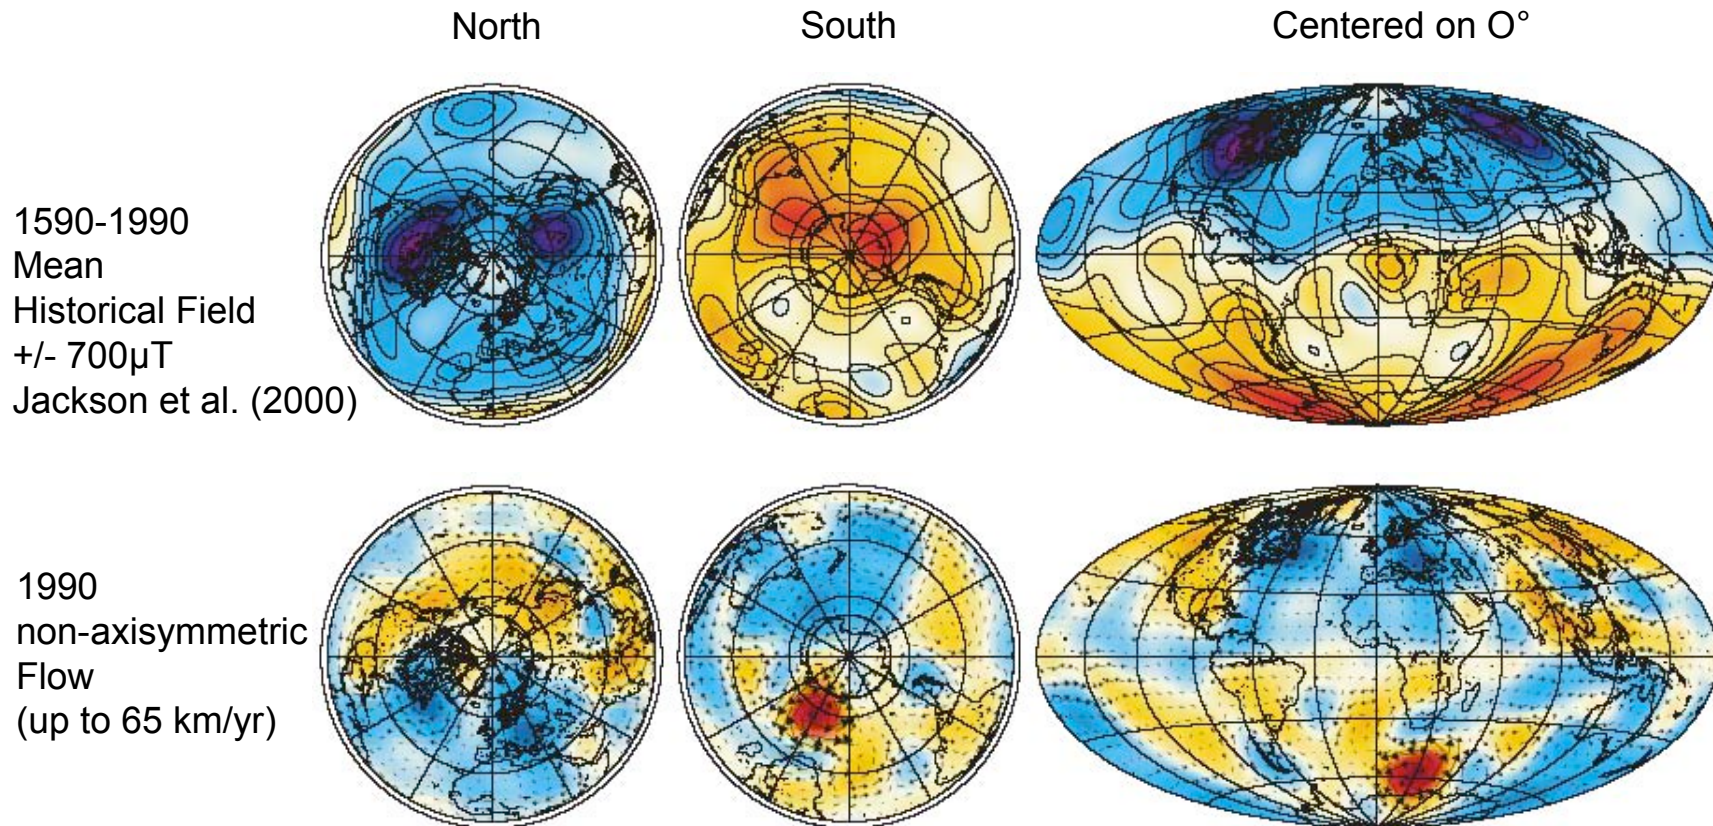 North
South
Centered on O°
1590-1990
Mean
Historical Field
+/- 700µT
Jackson et al. (2000)
1990
non-axisymmetric
Flow
(up to 65 km/yr)